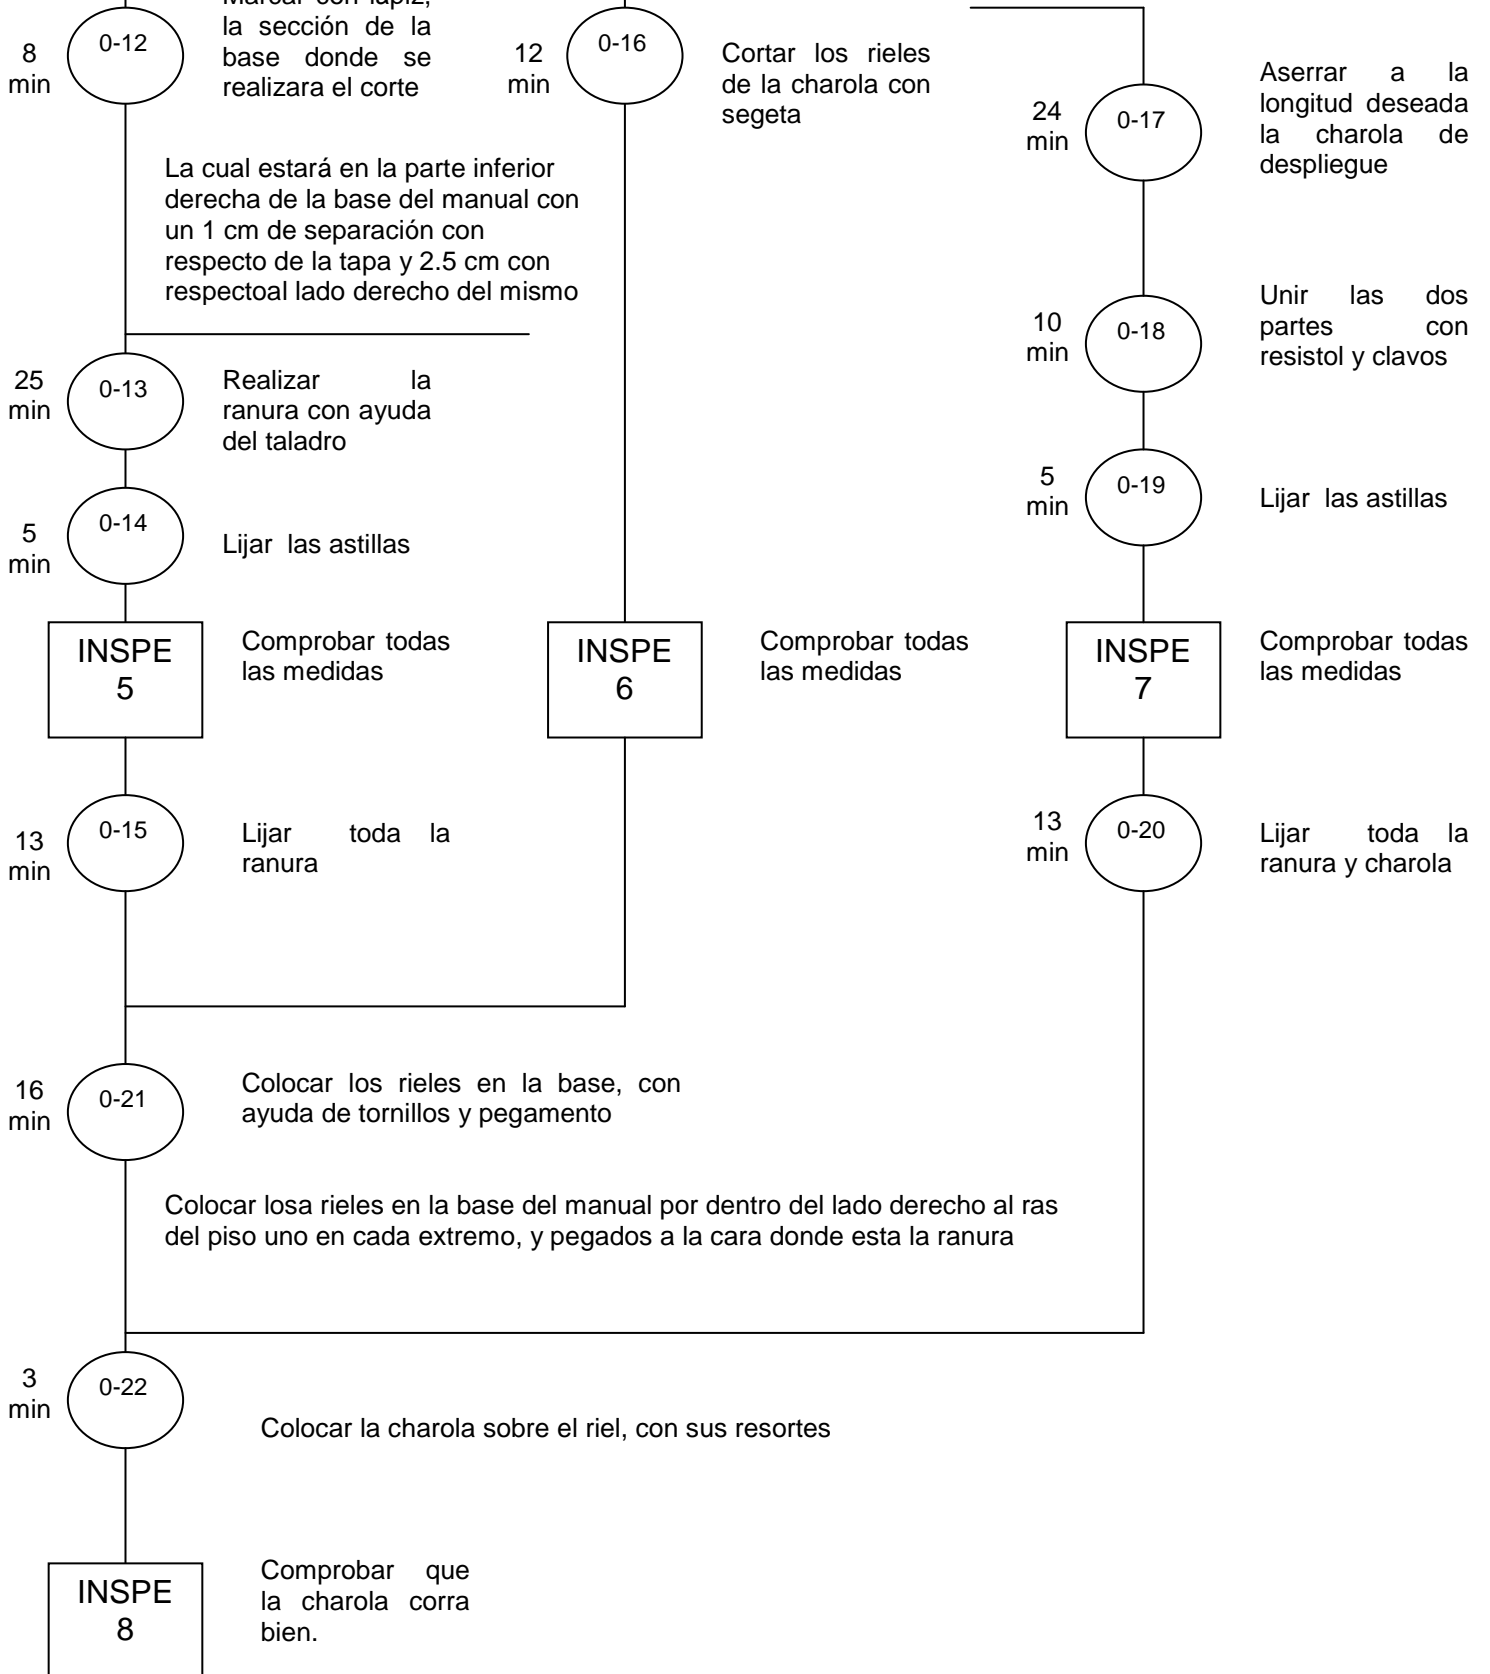 Marcar con lápiz,
la sección de la
base donde se
realizara el corte
8
min
0-12
12
min
0-16
Cortar los rieles
de la charola con
segeta
24
min
0-17
Aserrar a la
longitud deseada
la charola de
despliegue
La cual estará en la parte inferior
derecha de la base del manual con
un 1 cm de separación con
respecto de la tapa y 2.5 cm con
respectoal lado derecho del mismo
10
min
0-18
Unir las dos
partes con
resistol y clavos
25
min
0-13
Realizar la
ranura con ayuda
del taladro
5
min
0-19
Lijar las astillas
5
min
0-14
Lijar las astillas
INSPE
5
Comprobar todas
las medidas
INSPE
6
Comprobar todas
las medidas
INSPE
7
Comprobar todas
las medidas
13
min
0-15
Lijar toda la
ranura
13
min
0-20
Lijar toda la
ranura y charola
16
min
0-21
Colocar los rieles en la base, con
ayuda de tornillos y pegamento
Colocar losa rieles en la base del manual por dentro del lado derecho al ras
del piso uno en cada extremo, y pegados a la cara donde esta la ranura
3
min
0-22
Colocar la charola sobre el riel, con sus resortes
INSPE
8
Comprobar que
la charola corra
bien.